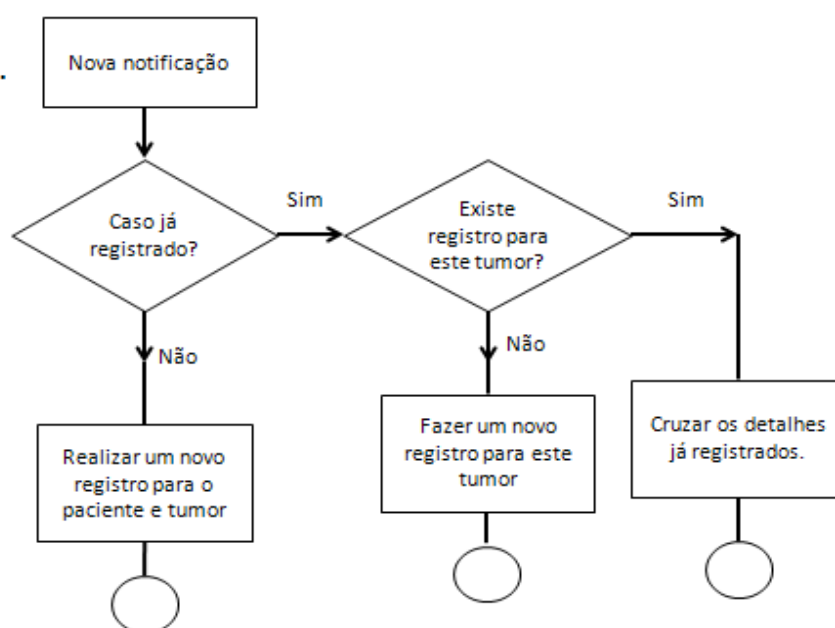 .
Nova notificação
Caso já
registrado?
Sim
Existe
registro para
este tumor?
Sim
Não
Não
Realizar um novo
registro para o
paciente e tumor
Fazer um novo
registro para este
tumor
Cruzar os detalhes
já registrados.